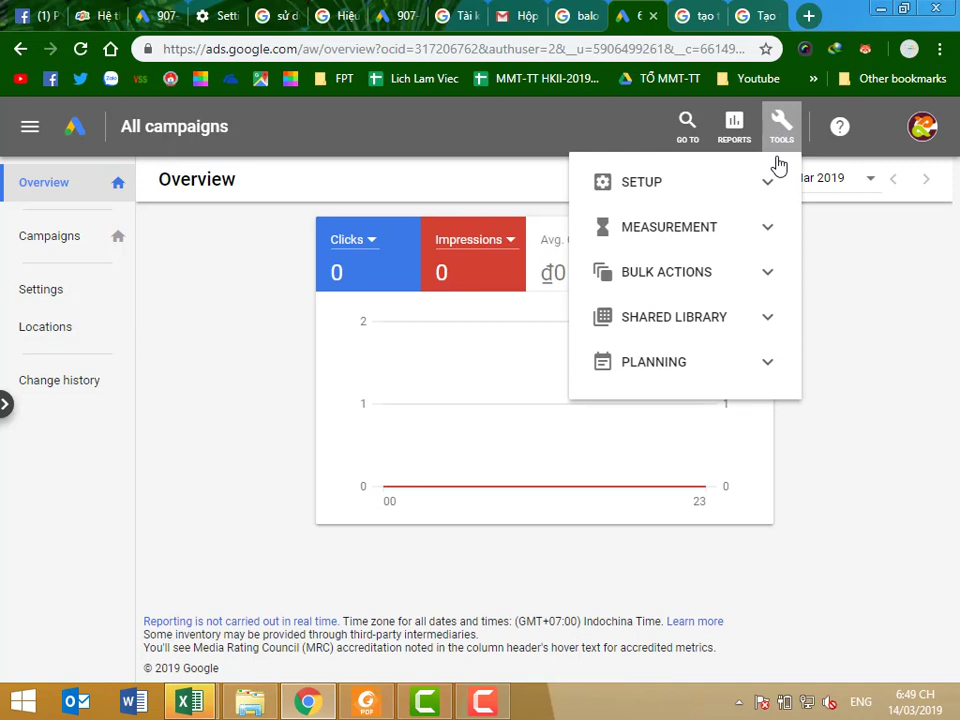 (1) F
Hệ t
907-
Setti
sử d
Hiệu
907-
Tài k
Hộp
balo
6
tạo t
Tạo
https://ads.google.com/aw/overview?ocid=317206762&authuser=2&__u=5906499261&__c=66149...
VSS
FPT
Lich Lam Viec
MMT-TT HKII-2019...
TỔ MMT-TT
Youtube
»
Other bookmarks
All campaigns
GO TO
REPORTS
TOOLS
Overview
Campaigns
Settings
Locations
Change history
Overview
ar 2019
SETUP
MEASUREMENT
BULK ACTIONS
SHARED LIBRARY
PLANNING
Clicks
0
Impressions
0
Avg.
₫0
2
1
0
00
23
1
0
Reporting is not carried out in real time. Time zone for all dates and times: (GMT+07:00) Indochina Time. Learn more
Some inventory may be provided through third-party intermediaries.
You'll see Media Rating Council (MRC) accreditation noted in the column header's hover text for accredited metrics.
© 2019 Google
PDF
ENG
6:49 CH
14/03/2019